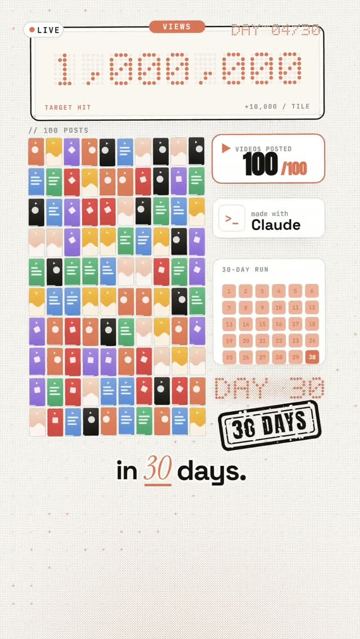 LIVE
VIEWS
DAY 04/30
1,000,000
TARGET HIT
+10,000 / TILE
// 100 POSTS
VIDEOS POSTED
100 /100
>_
made with
Claude
30-DAY RUN
1 2 3 4 5 6
7 8 9 10 11 12
13 14 15 16 17 18
19 20 21 22 23 24
25 26 27 28 29 30
DAY 30
30 DAYS
in 30 days.